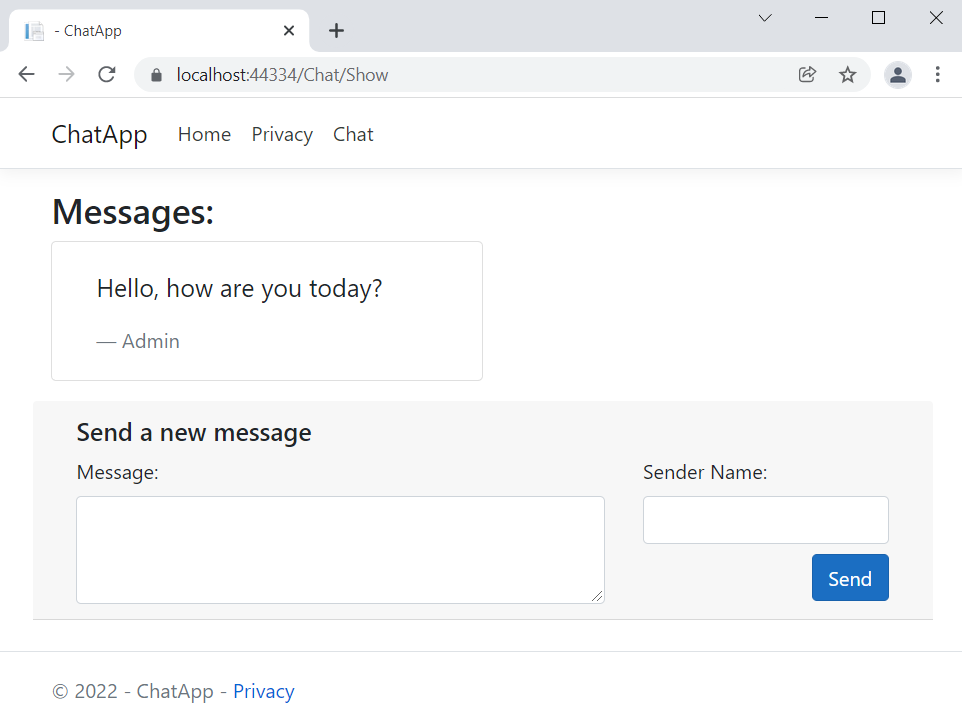 - ChatApp
localhost:44334/Chat/Show
ChatApp Home Privacy Chat
Messages:
Hello, how are you today?
— Admin
Send a new message
Message:
Sender Name:
Send
© 2022 - ChatApp - Privacy